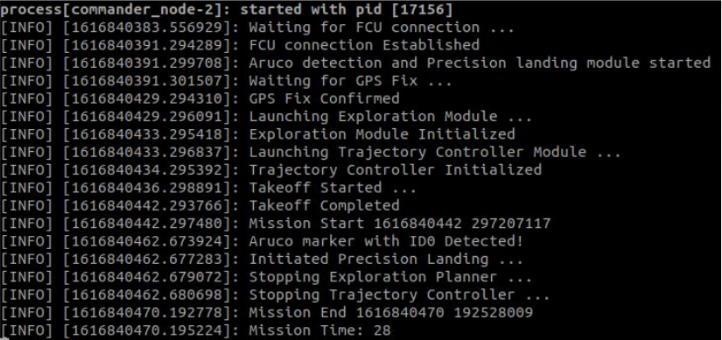 process[commander_node-2]: started with pid [17156]
[INFO] [1616840383.556929]: Waiting for FCU connection ...
[INFO] [1616840391.294289]: FCU connection Established
[INFO] [1616840391.299708]: Aruco detection and Precision landing module started
[INFO] [1616840391.301507]: Waiting for GPS Fix ...
[INFO] [1616840429.294310]: GPS Fix Confirmed
[INFO] [1616840429.296091]: Launching Exploration Module ...
[INFO] [1616840433.295418]: Exploration Module Initialized
[INFO] [1616840433.296837]: Launching Trajectory Controller Module ...
[INFO] [1616840434.295392]: Trajectory Controller Initialized
[INFO] [1616840436.298891]: Takeoff Started ...
[INFO] [1616840442.293766]: Takeoff Completed
[INFO] [1616840442.297480]: Mission Start 1616840442 297207117
[INFO] [1616840462.673924]: Aruco marker with ID0 Detected!
[INFO] [1616840462.677283]: Initiated Precision Landing ...
[INFO] [1616840462.679072]: Stopping Exploration Planner ...
[INFO] [1616840462.680698]: Stopping Trajectory Controller ...
[INFO] [1616840470.192778]: Mission End 1616840470 192528009
[INFO] [1616840470.195224]: Mission Time: 28